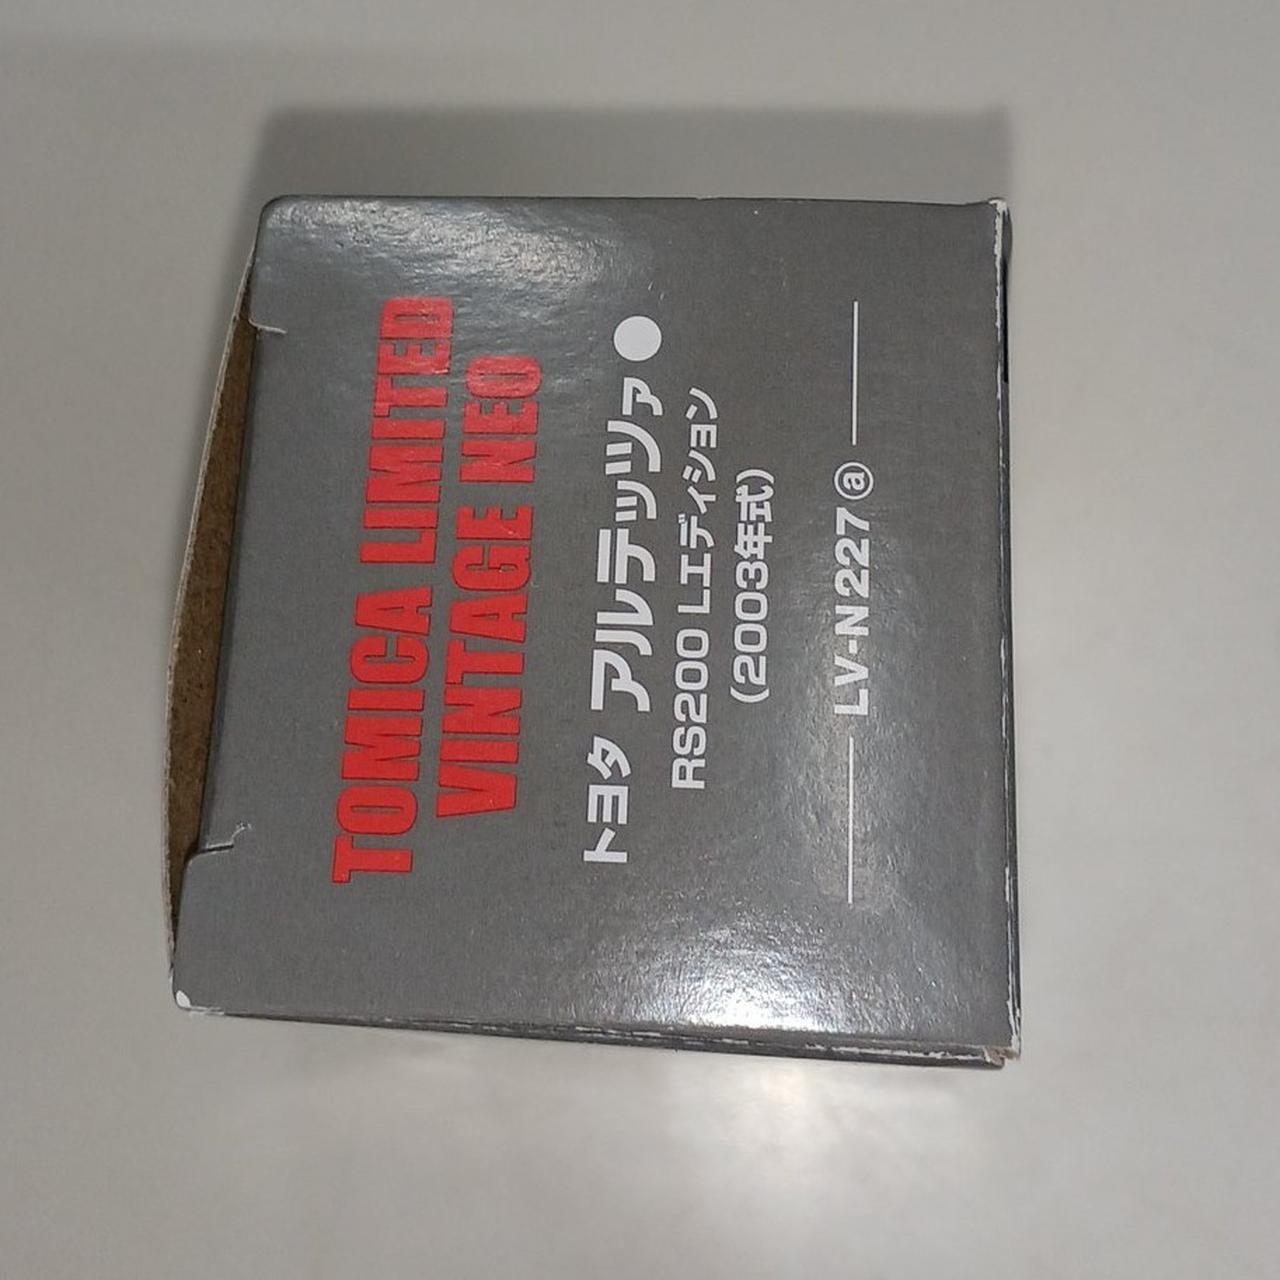 TOMICA LIMITED
VINTAGE NEO
トヨタ アルテッツァ
RS200 Lエディション
(2003年式)
LV-N227ⓐ